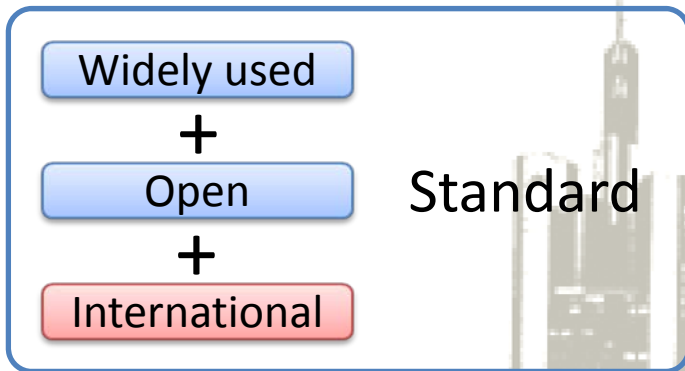 Widely used
+
Open
Standard
+
International